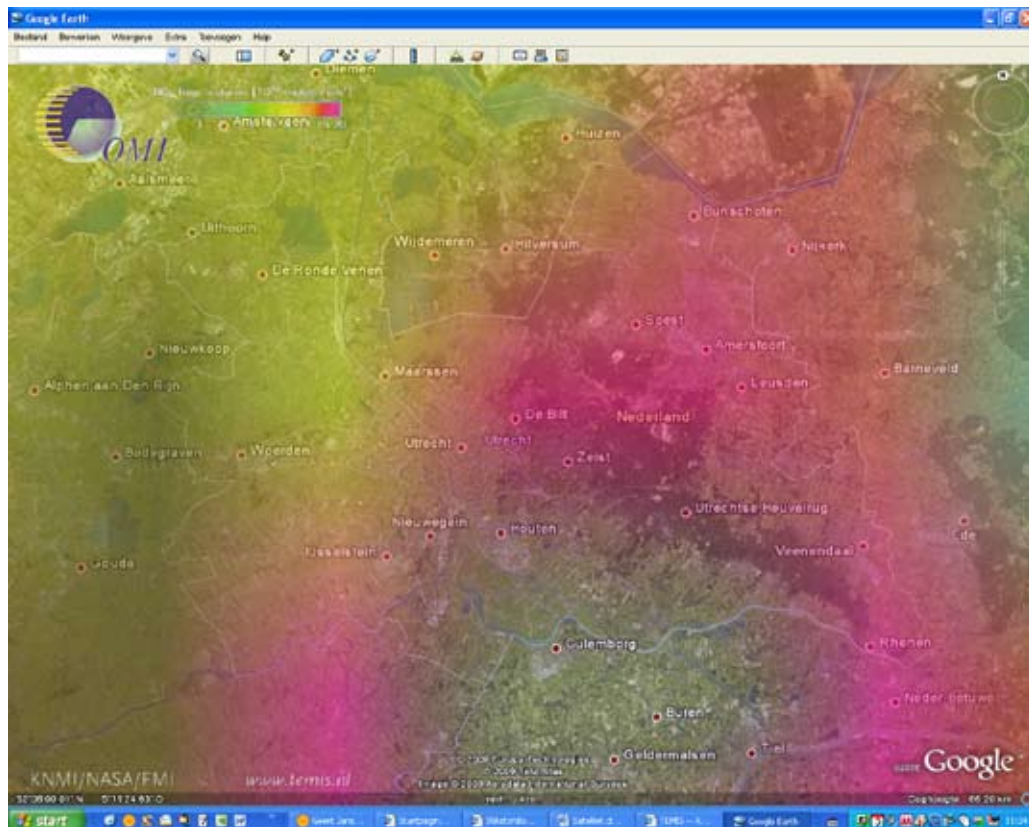 Google Earth
Bestand Bewerken Weergave Extra Toevoegen Help
Diemen
Amstelveen
OMI
Huizen
Aalsmeer
Bunschoten
Uithoorn
Wijdemeren
Hilversum
Nijkerk
De Ronde Venen
Soest
Nieuwkoop
Amersfoort
Maarssen
Barneveld
Alphen aan Den Rijn
Leusden
De Bilt
Nederland
Utrecht
Utrecht
Bodegraven
Woerden
Zeist
Utrechtse Heuvelrug
Nieuwegein
Houten
Ede
IJsselstein
Veenendaal
Gouda
Culemborg
Rhenen
Neder-Betuwe
Buren
Geldermalsen
Tiel
Google
KNMI/NASA/FMI
www.temis.nl
start
Google Earth